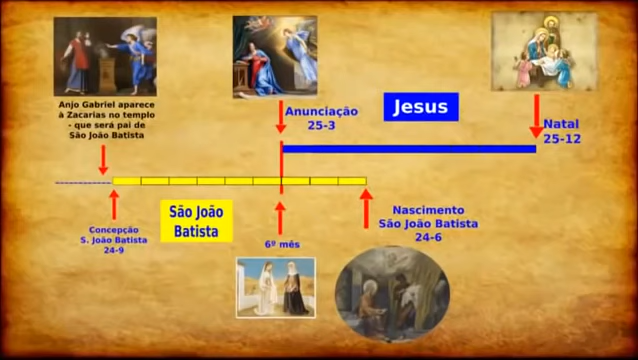 Anjo Gabriel aparece
à Zacarias no templo
- que será pai de
São João Batista
Anunciação
25-3
Jesus
Natal
25-12
Concepção
S. João Batista
24-9
São João
Batista
6º mês
Nascimento
São João Batista
24-6